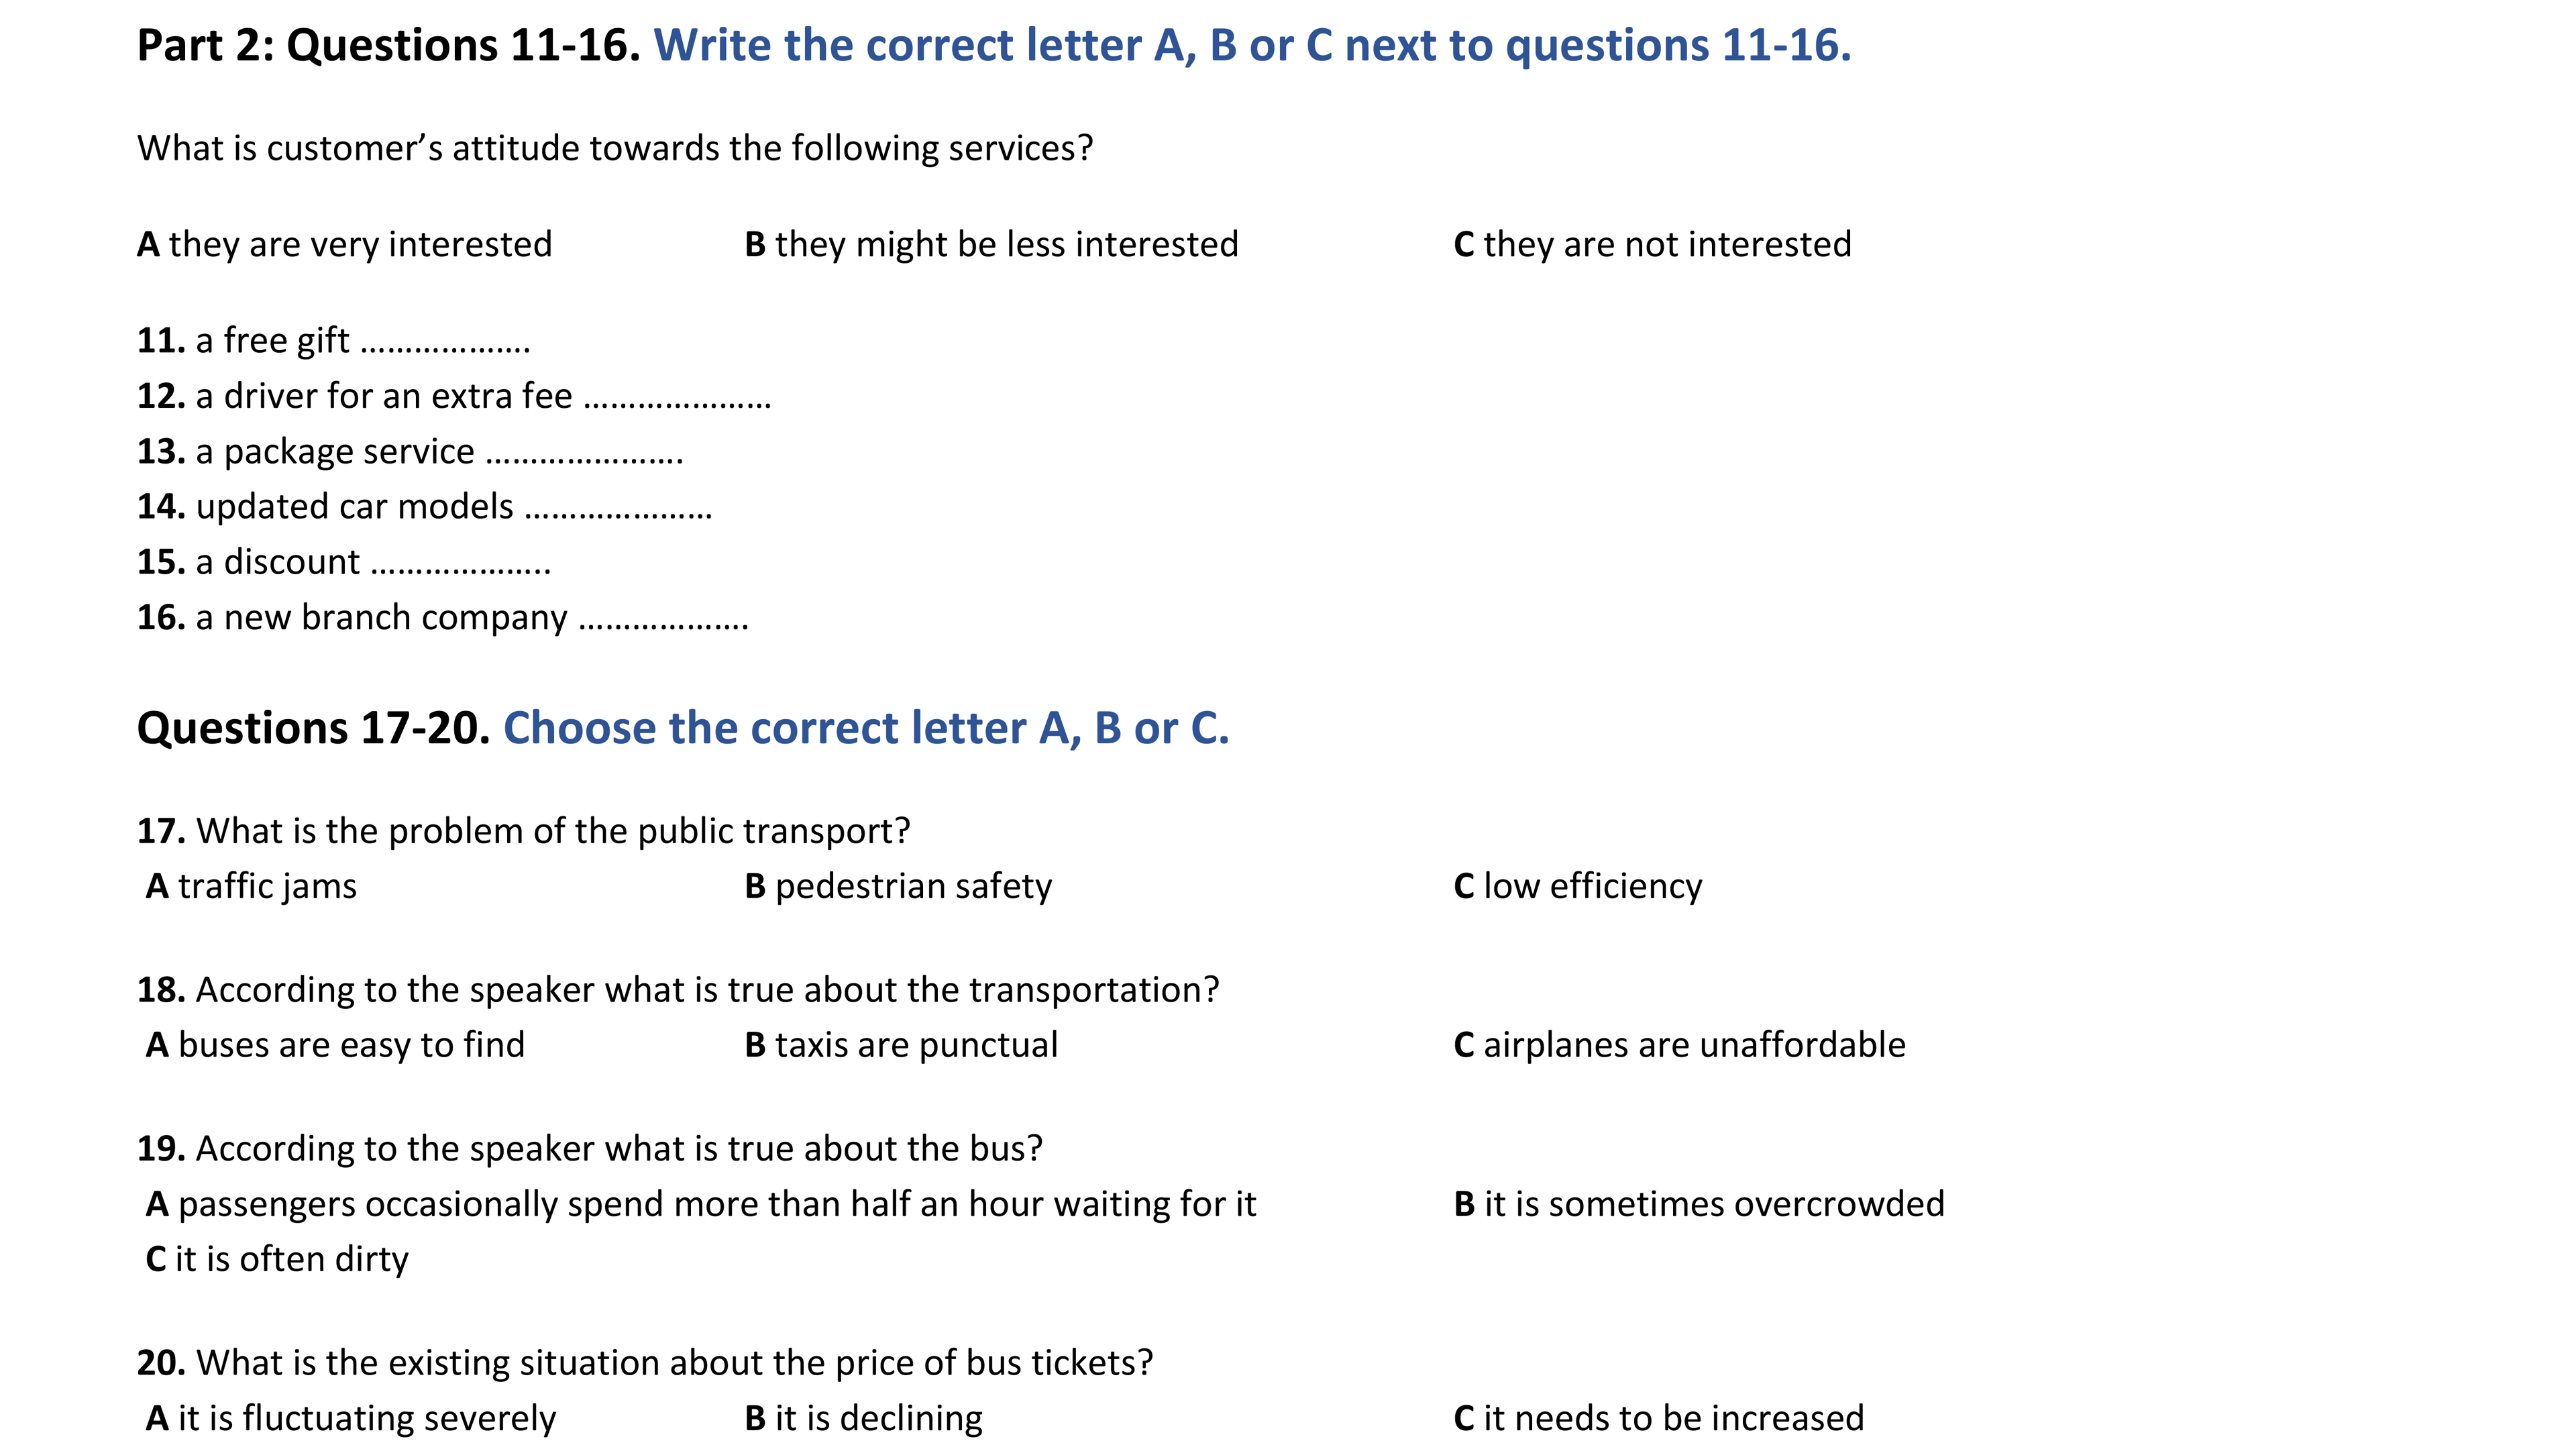 Part 2: Questions 11-16. Write the correct letter A, B or C next to questions 11-16.
What is customer’s attitude towards the following services?
A they are very interested B they might be less interested C they are not interested
11. a free gift ……………….
12. a driver for an extra fee …………………
13. a package service ………………….
14. updated car models …………………
15. a discount ………………..
16. a new branch company ……………….
Questions 17-20. Choose the correct letter A, B or C.
17. What is the problem of the public transport?
A traffic jams B pedestrian safety C low efficiency
18. According to the speaker what is true about the transportation?
A buses are easy to find B taxis are punctual C airplanes are unaffordable
19. According to the speaker what is true about the bus?
A passengers occasionally spend more than half an hour waiting for it B it is sometimes overcrowded
C it is often dirty
20. What is the existing situation about the price of bus tickets?
A it is fluctuating severely B it is declining C it needs to be increased